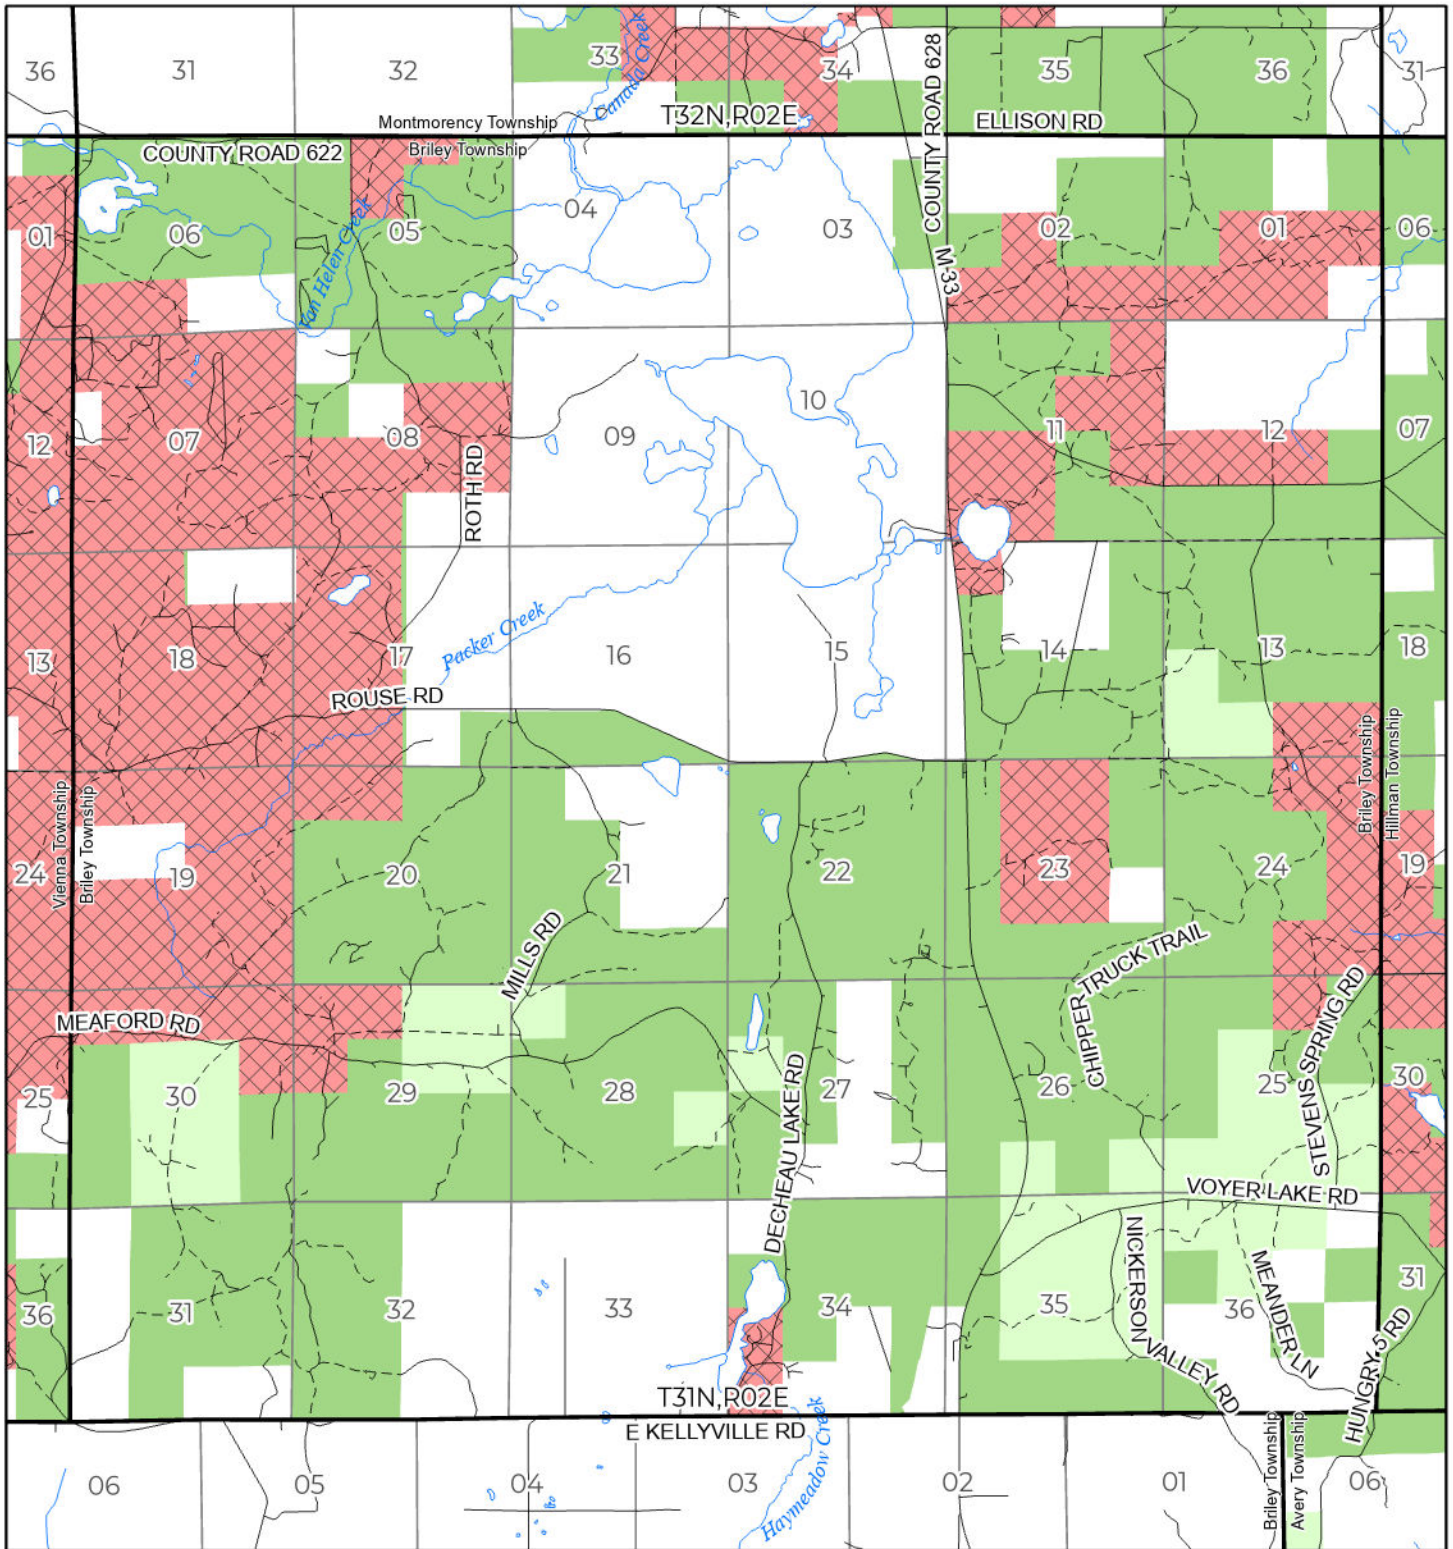 33
34
36
31
32
35
36
31
Canada Creek
COUNTY ROAD 628
Montmorency Township
T32N,R02E
ELLISON RD
COUNTY ROAD 622
Briley Township
01
06
Van Helen Creek
05
04
03
02
01
06
M-33
12
07
08
09
10
11
12
07
ROTH RD
13
18
17
Packer Creek
16
15
14
13
18
ROUSE RD
Vienna Township
Briley Township
Briley Township
Hillman Township
24
19
20
21
22
23
24
19
MILLS RD
CHIPPER TRUCK TRAIL
MEAFORD RD
STEVENS SPRING RD
25
30
29
28
27
26
25
30
DECHEAU LAKE RD
VOYER LAKE RD
36
31
32
33
34
35
36
31
NICKERSON VALLEY RD
MEANDER LN
HUNGRY 5 RD
T31N,R02E
E KELLYVILLE RD
Haymeadow Creek
Briley Township
Avery Township
06
05
04
03
02
01
06